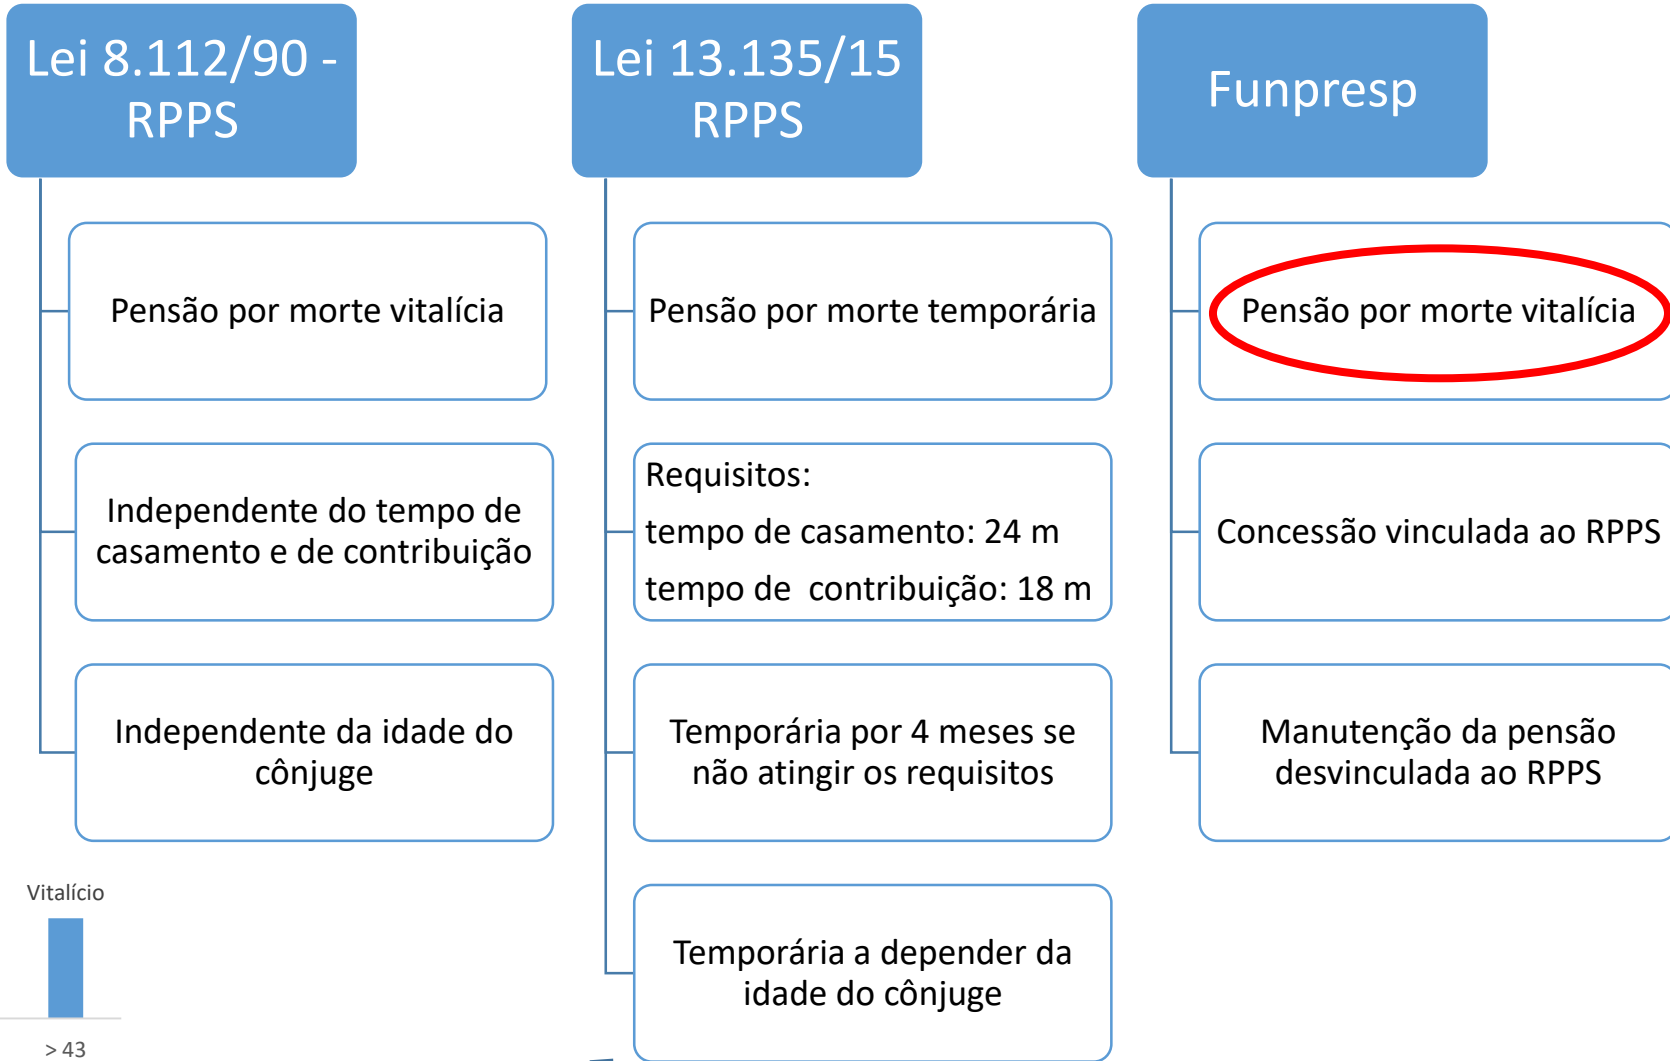 Lei 8.112/90 -
RPPS
Pensão por morte vitalícia
Independente do tempo de
casamento e de contribuição
Independente da idade do
cônjuge
Lei 13.135/15
RPPS
Pensão por morte temporária
Requisitos:
tempo de casamento: 24 m
tempo de  contribuição: 18 m
Temporária por 4 meses se
não atingir os requisitos
Temporária a depender da
idade do cônjuge
Funpresp
Pensão por morte vitalícia
Concessão vinculada ao RPPS
Manutenção da pensão
desvinculada ao RPPS
Vitalício
> 43